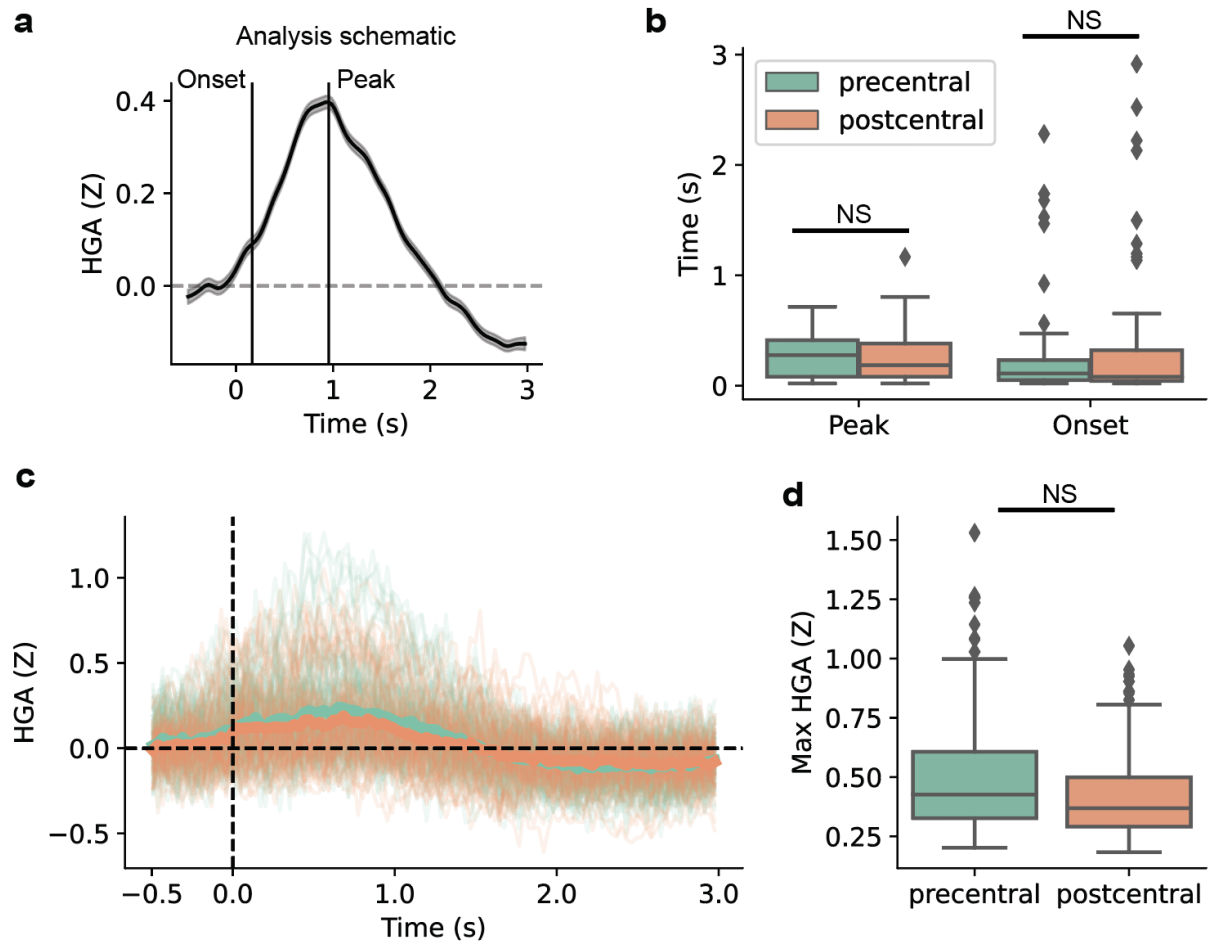 a
Analysis schematic
Onset
Peak
0.4
0.2
0.0
HGA (Z)
0
1
2
3
Time (s)
b
NS
NS
precentral
postcentral
3
2
1
0
Time (s)
Peak
Onset
c
1.0
0.5
0.0
−0.5
HGA (Z)
−0.5
0.0
1.0
2.0
3.0
Time (s)
d
NS
1.50
1.25
1.00
0.75
0.50
0.25
Max HGA (Z)
precentral
postcentral